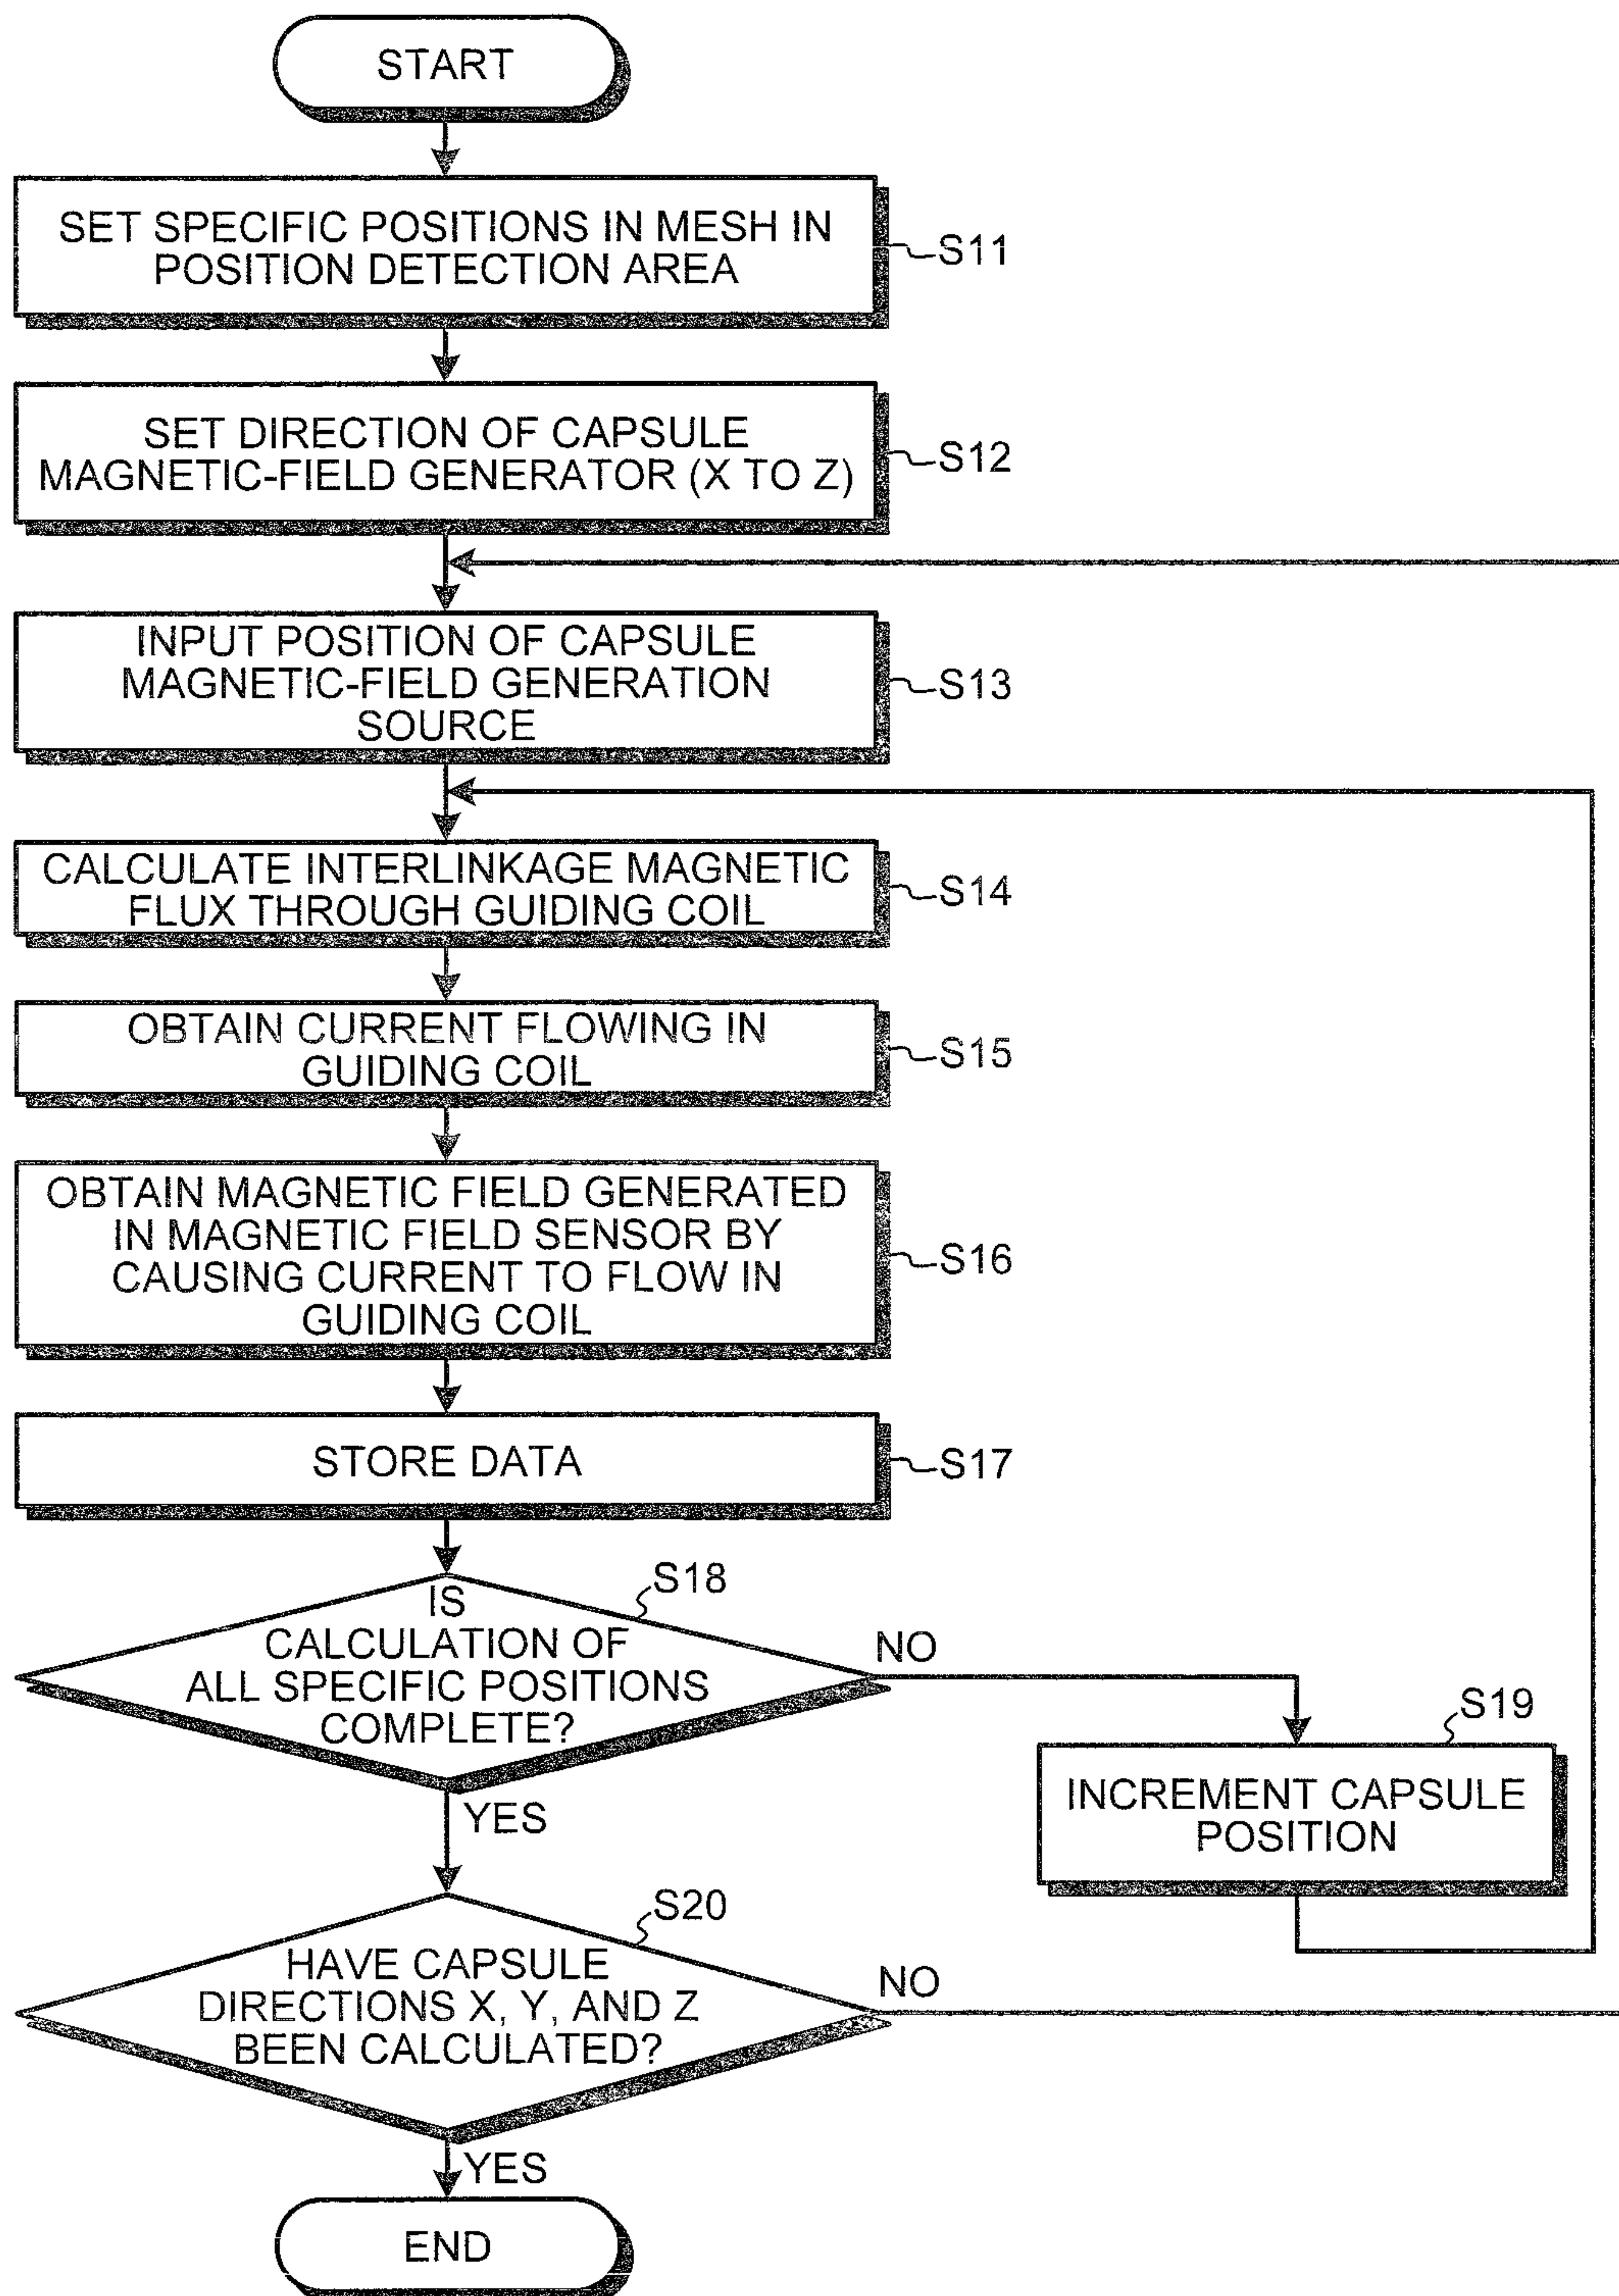 START
SET SPECIFIC POSITIONS IN MESH IN
POSITION DETECTION AREA
S11
SET DIRECTION OF CAPSULE
MAGNETIC-FIELD GENERATOR (X TO Z)
S12
INPUT POSITION OF CAPSULE
MAGNETIC-FIELD GENERATION
SOURCE
S13
CALCULATE INTERLINKAGE MAGNETIC
FLUX THROUGH GUIDING COIL
S14
OBTAIN CURRENT FLOWING IN
GUIDING COIL
S15
OBTAIN MAGNETIC FIELD GENERATED
IN MAGNETIC FIELD SENSOR BY
CAUSING CURRENT TO FLOW IN
GUIDING COIL
S16
STORE DATA
S17
S18
IS
CALCULATION OF
ALL SPECIFIC POSITIONS
COMPLETE?
NO
YES
S19
INCREMENT CAPSULE
POSITION
S20
HAVE CAPSULE
DIRECTIONS X, Y, AND Z
BEEN CALCULATED?
NO
YES
END